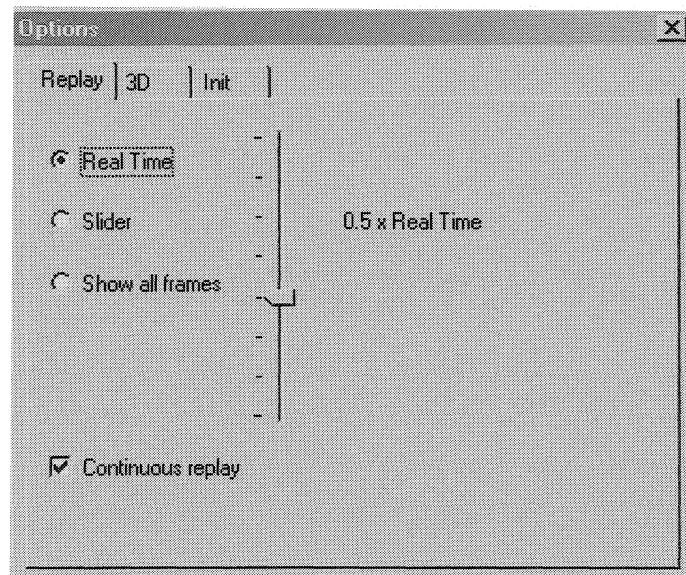 Options
Replay 3D Init
Real Time
Slider 0.5 x Real Time
Show all frames
Continuous replay